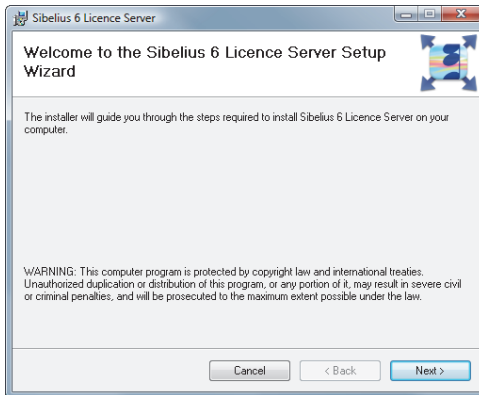 Sibelius 6 Licence Server
Welcome to the Sibelius 6 Licence Server Setup
Wizard
The installer will guide you through the steps required to install Sibelius 6 Licence Server on your
computer.
WARNING: This computer program is protected by copyright law and international treaties.
Unauthorized duplication or distribution of this program, or any portion of it, may result in severe civil
or criminal penalties, and will be prosecuted to the maximum extent possible under the law.
Cancel < Back Next >